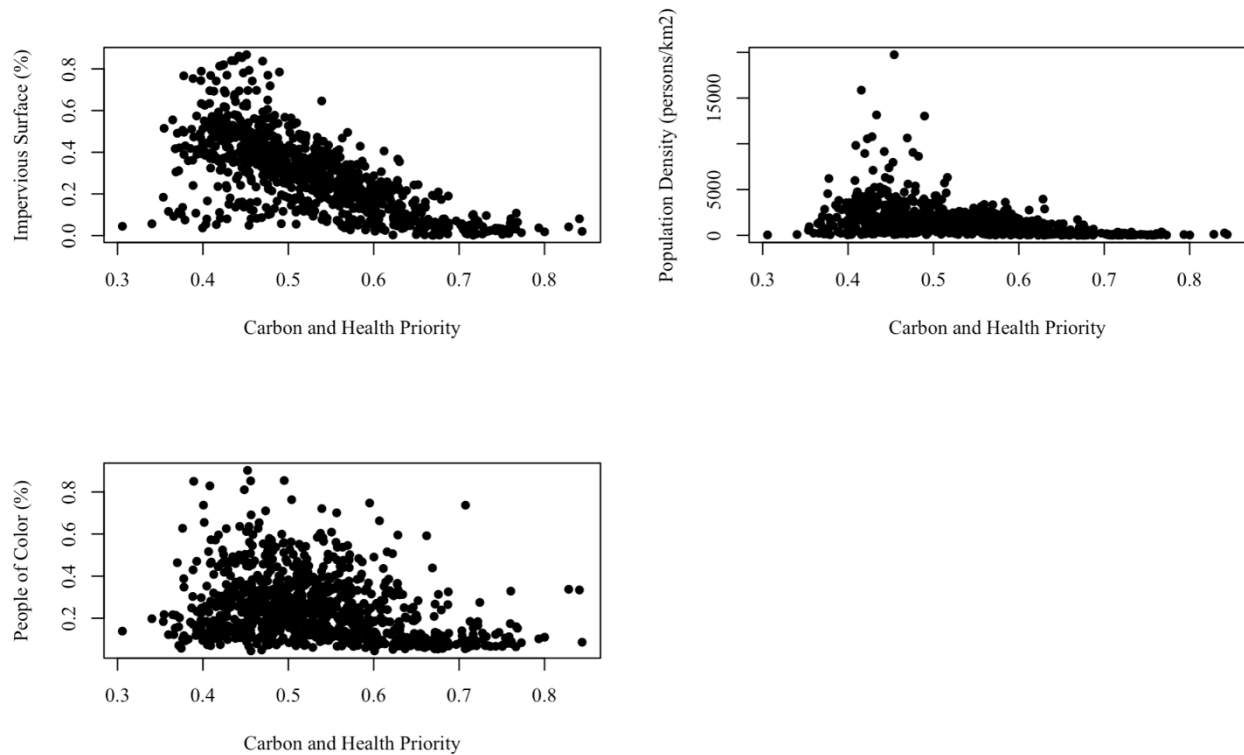 Impervious Surface (%)
0.8
0.6
0.4
0.2
0.0
0.3 0.4 0.5 0.6 0.7 0.8
Carbon and Health Priority
Population Density (persons/km2)
15000
5000
0
0.3 0.4 0.5 0.6 0.7 0.8
Carbon and Health Priority
People of Color (%)
0.8
0.6
0.4
0.2
0.3 0.4 0.5 0.6 0.7 0.8
Carbon and Health Priority